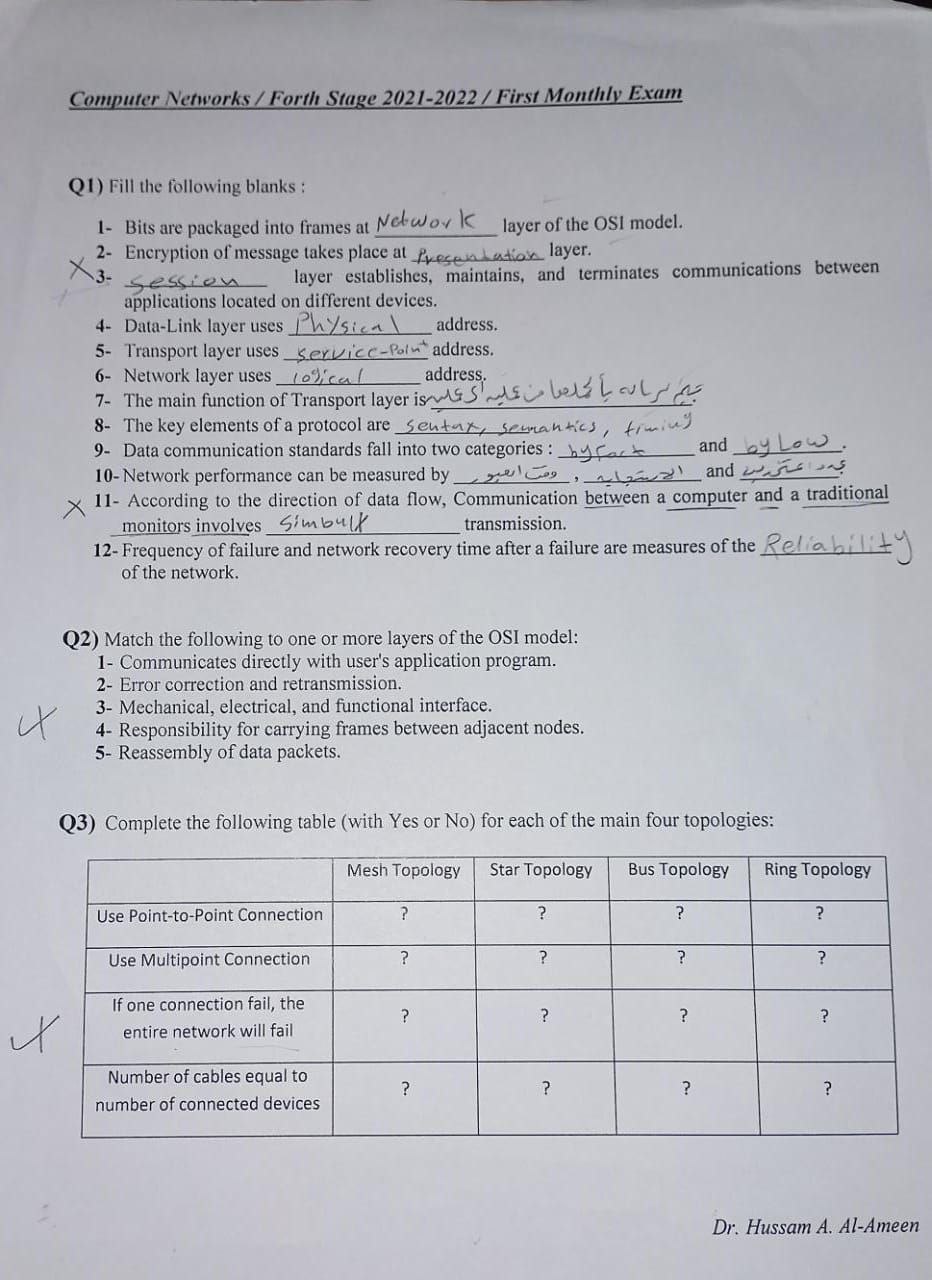 Computer Networks / Forth Stage 2021-2022 / First Monthly Exam
Q1) Fill the following blanks :
1- Bits are packaged into frames at Network layer of the OSI model.
2- Encryption of message takes place at Presentation layer.
X 3- session layer establishes, maintains, and terminates communications between
applications located on different devices.
4- Data-Link layer uses Physical address.
5- Transport layer uses service-Point address.
6- Network layer uses logical address.
7- The main function of Transport layer is
8- The key elements of a protocol are sentax, semantics, timing
9- Data communication standards fall into two categories : by fact and by Low.
10- Network performance can be measured by وقت العبور , الاستجابه and عدد المستخدمين
X 11- According to the direction of data flow, Communication between a computer and a traditional
monitors involves simbulx transmission.
12- Frequency of failure and network recovery time after a failure are measures of the Reliability
of the network.
Q2) Match the following to one or more layers of the OSI model:
1- Communicates directly with user's application program.
2- Error correction and retransmission.
3- Mechanical, electrical, and functional interface.
4- Responsibility for carrying frames between adjacent nodes.
5- Reassembly of data packets.
Q3) Complete the following table (with Yes or No) for each of the main four topologies:
Mesh Topology Star Topology Bus Topology Ring Topology
Use Point-to-Point Connection ? ? ? ?
Use Multipoint Connection ? ? ? ?
If one connection fail, the
entire network will fail ? ? ? ?
Number of cables equal to
number of connected devices ? ? ? ?
Dr. Hussam A. Al-Ameen